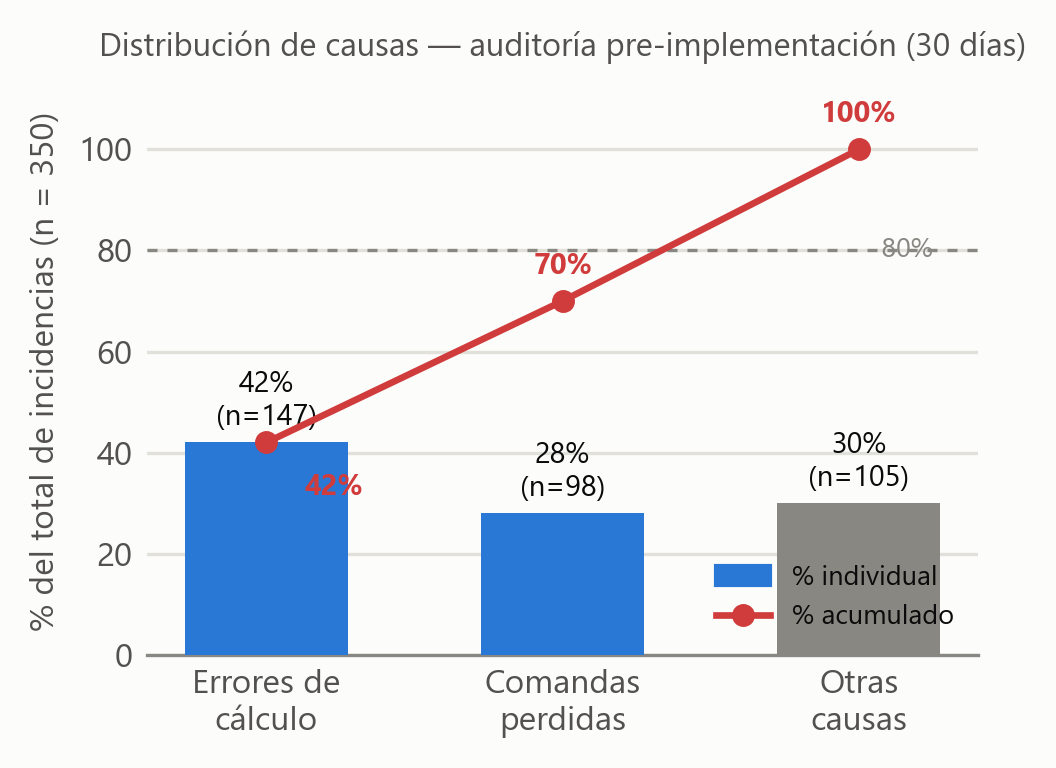 Distribución de causas — auditoría pre-implementación (30 días)
% del total de incidencias (n = 350)
100
80
60
40
20
0
100%
80%
70%
42%
(n=147)
42%
28%
(n=98)
30%
(n=105)
% individual
% acumulado
Errores de
cálculo
Comandas
perdidas
Otras
causas